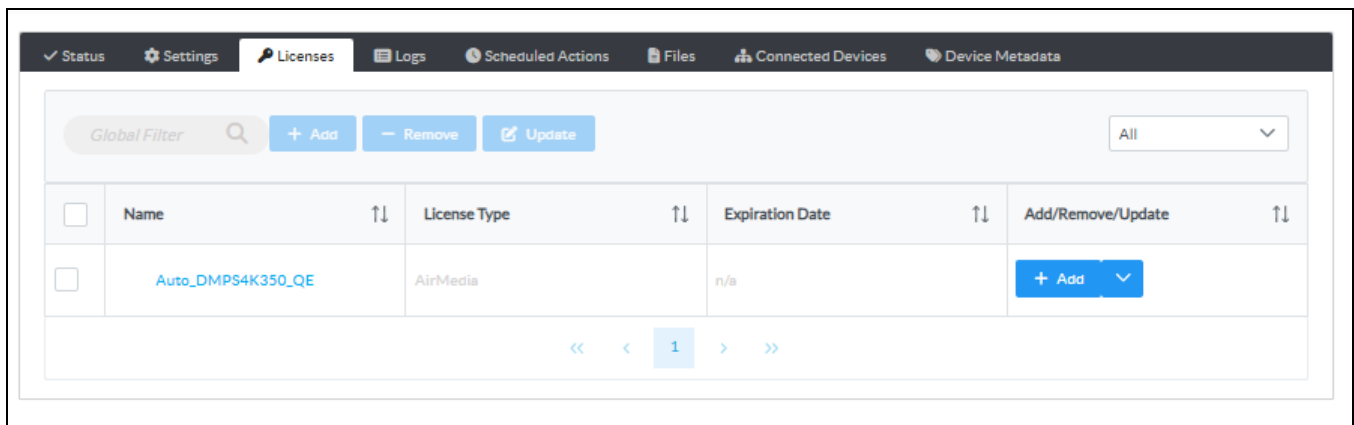 Status Settings Licenses Logs Scheduled Actions Files Connected Devices Device Metadata
Global Filter + Add − Remove Update All
Name License Type Expiration Date Add/Remove/Update
Auto_DMPS4K350_QE AirMedia n/a + Add
<< < 1 > >>